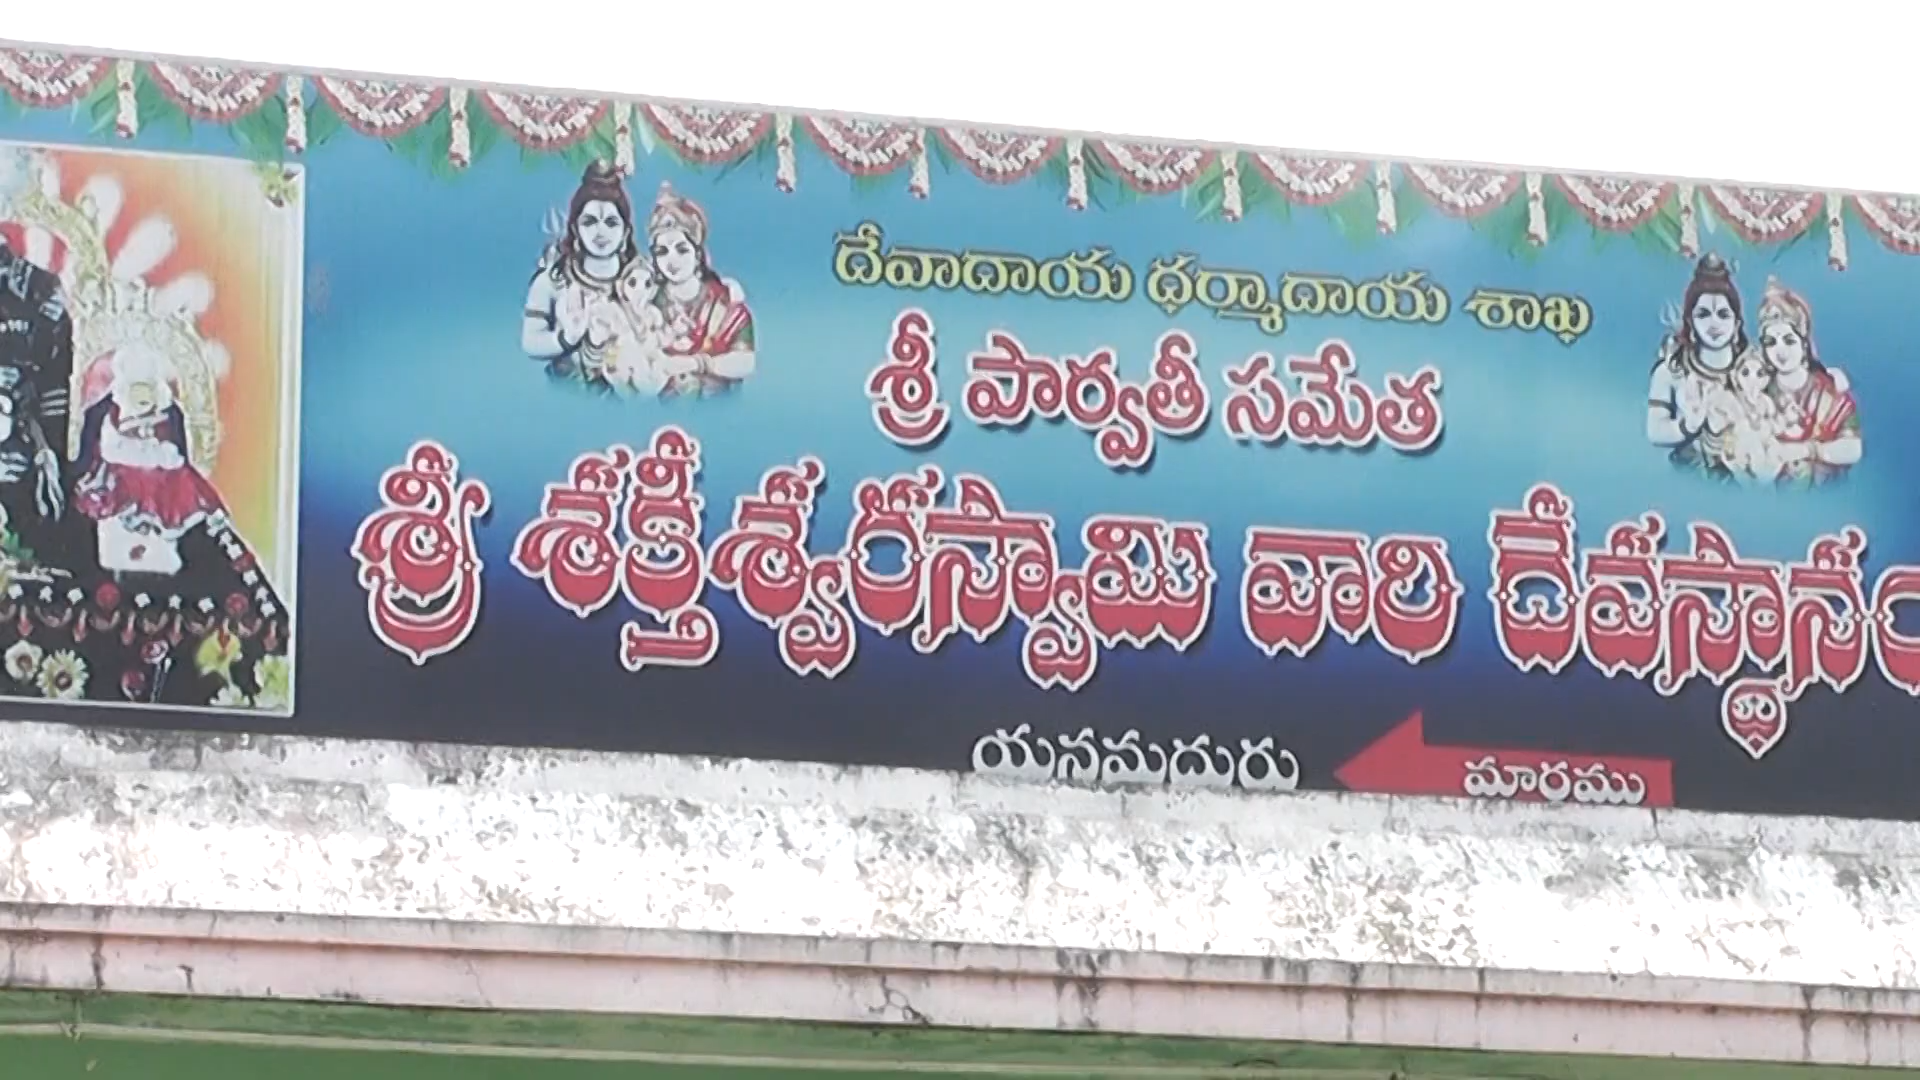 దేవాదాయ ధర్మాదాయ శాఖ
శ్రీ పార్వతీ సమేత
శ్రీ శక్తీశ్వరస్వామి వారి దేవస్థానం
యనమదురు
మార్గము